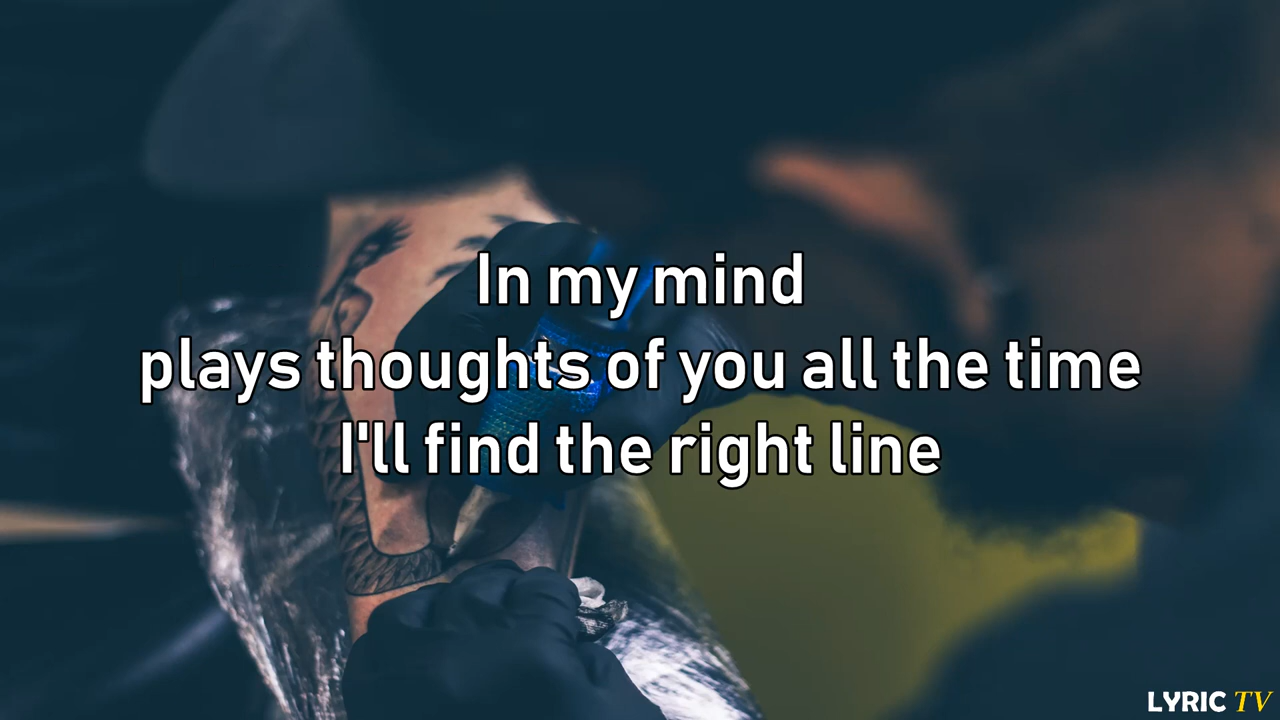 In my mind
plays thoughts of you all the time
I'll find the right line
LYRIC TV